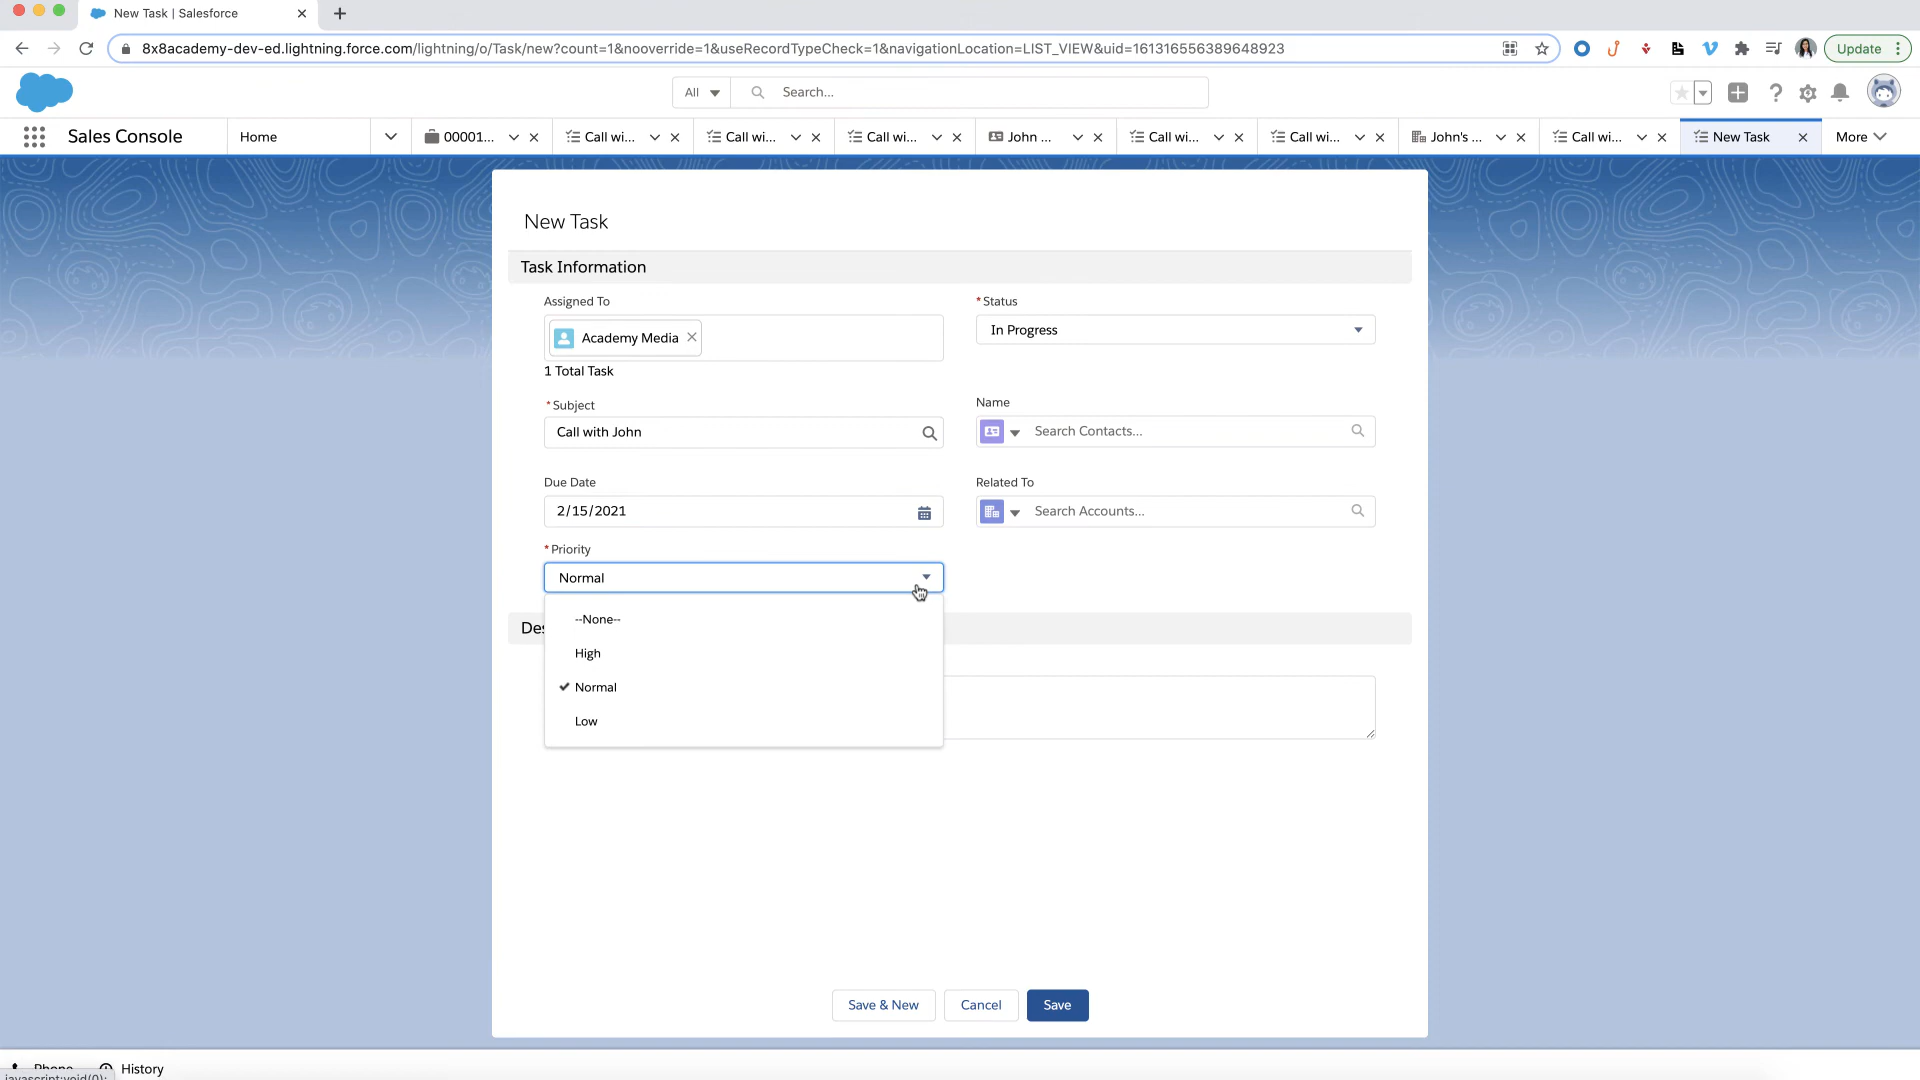 New Task | Salesforce
8x8academy-dev-ed.lightning.force.com/lightning/o/Task/new?count=1&nooverride=1&useRecordTypeCheck=1&navigationLocation=LIST_VIEW&uid=161316556389648923
Update
All
Search...
Sales Console
Home
00001...
Call wi...
Call wi...
Call wi...
John ...
Call wi...
Call wi...
John's ...
Call wi...
New Task
More
New Task
Task Information
Assigned To
Academy Media
1 Total Task
*Status
In Progress
*Subject
Call with John
Name
Search Contacts...
Due Date
2/15/2021
Related To
Search Accounts...
*Priority
Normal
--None--
High
Normal
Low
Des
Save & New
Cancel
Save
Phone
History
javascript:void(0);